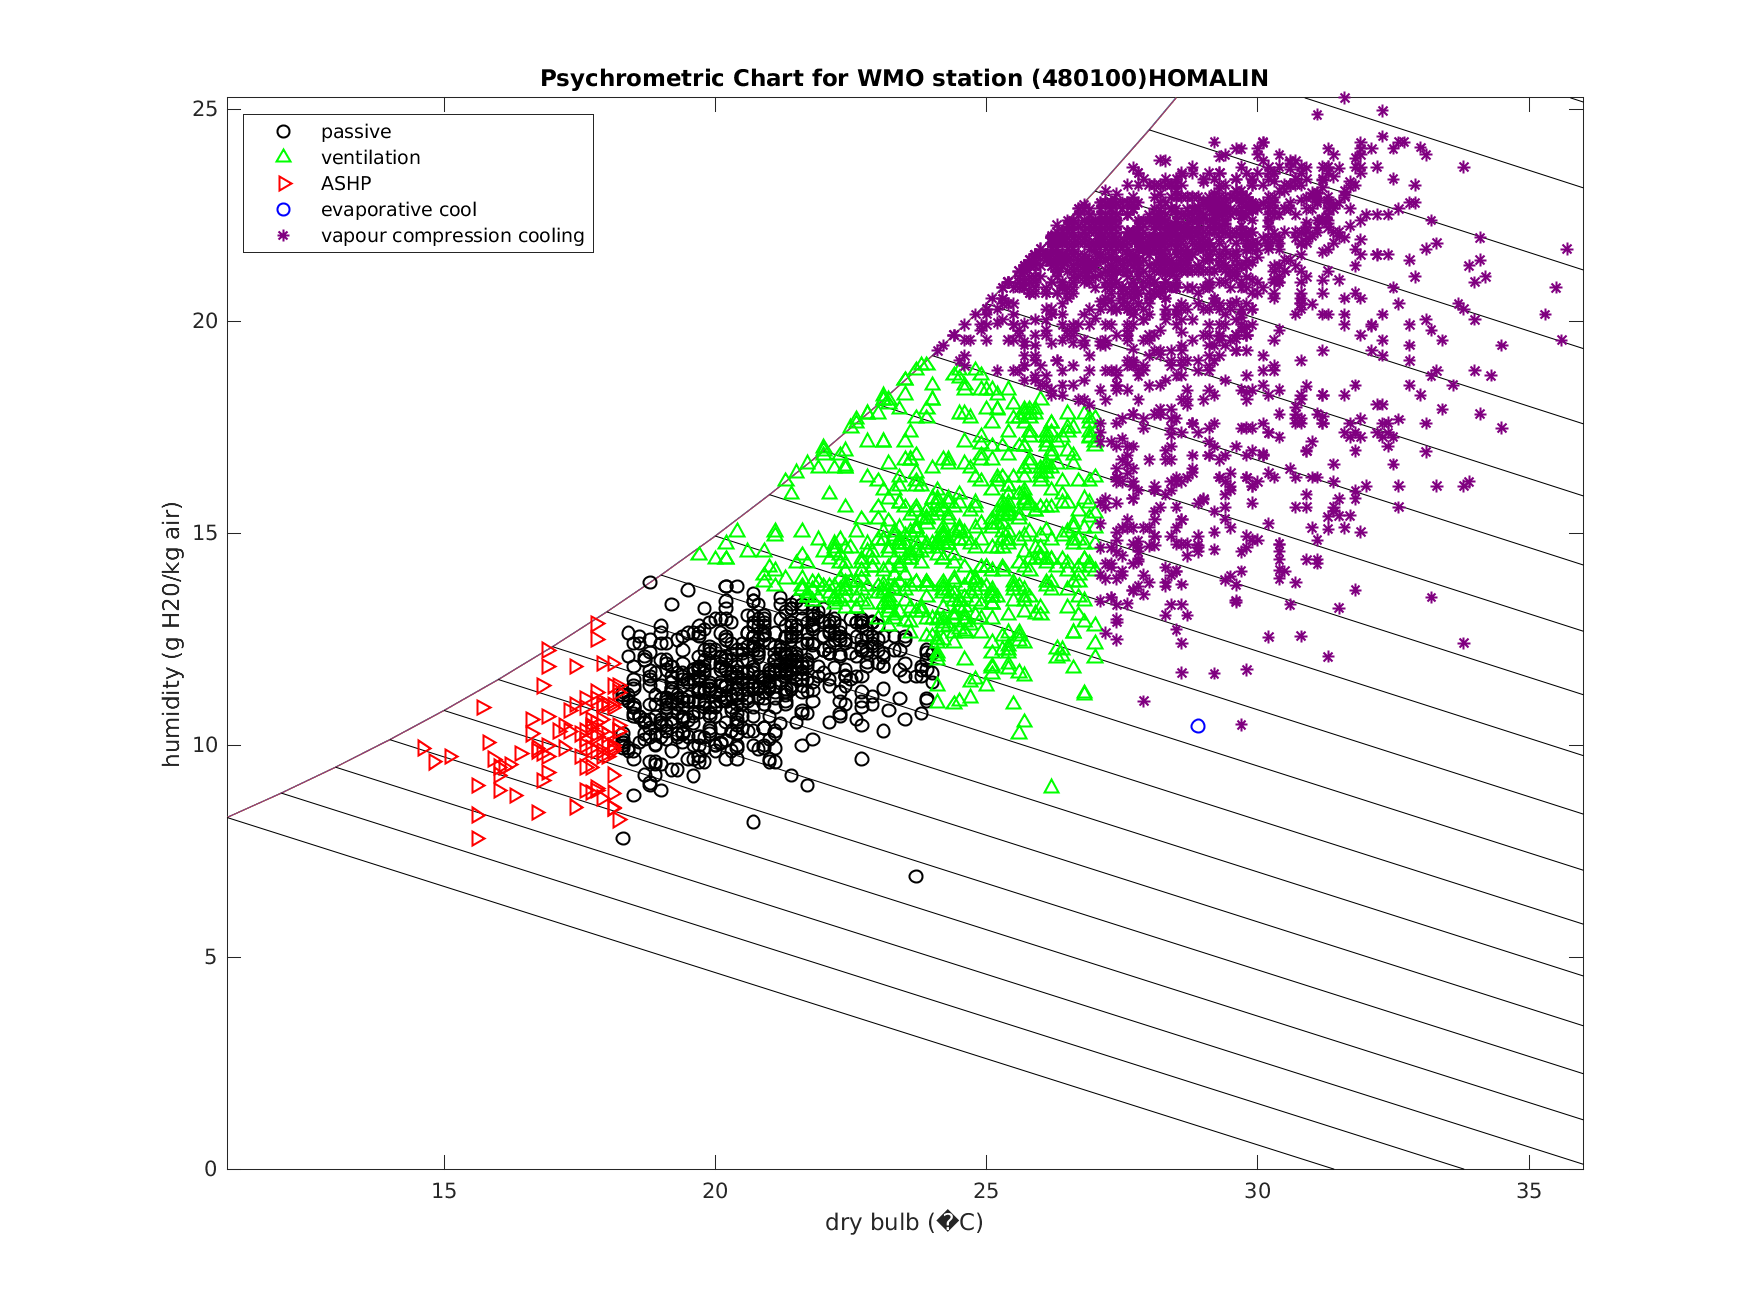 Psychrometric Chart for WMO station (480100)HOMALIN
passive
ventilation
ASHP
evaporative cool
vapour compression cooling
25
20
15
10
5
0
humidity (g H20/kg air)
15
20
25
30
35
dry bulb (�C)